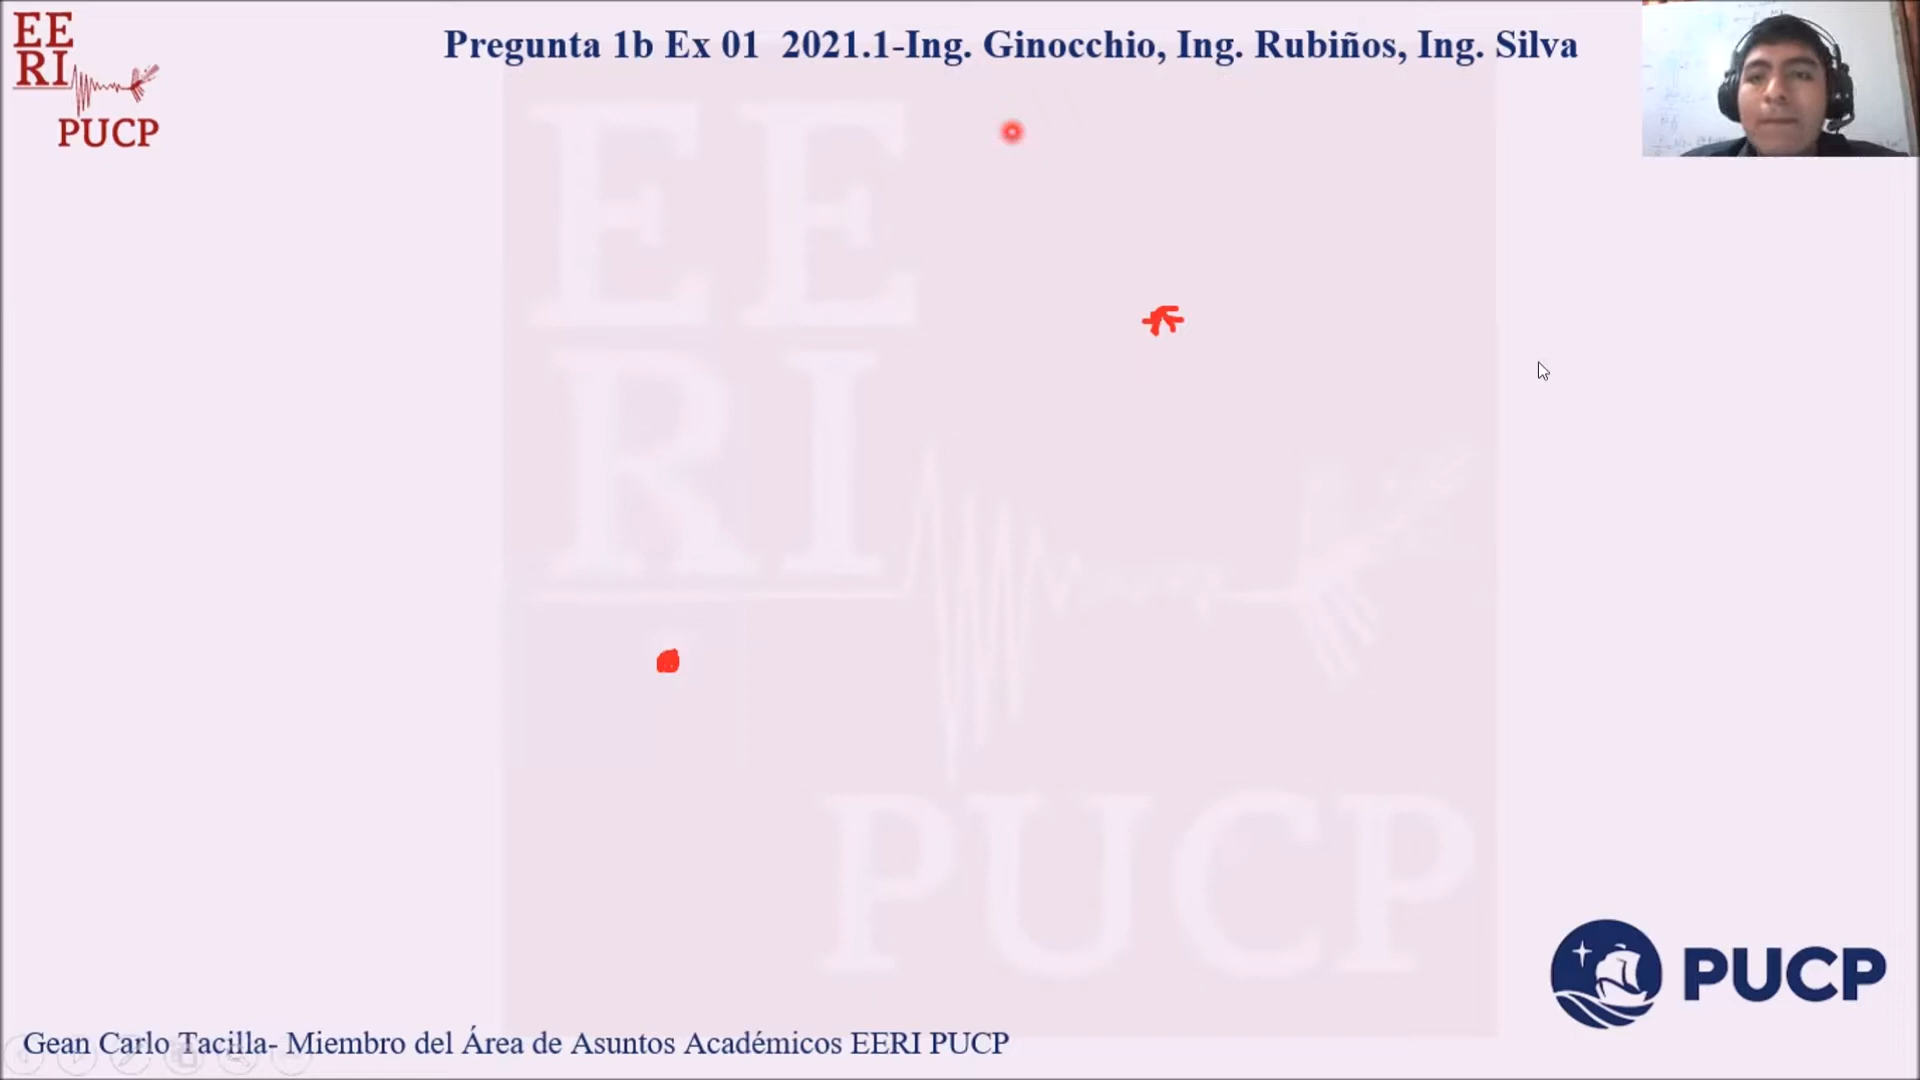 EE
RI
PUCP
Pregunta 1b Ex 01 2021.1-Ing. Ginocchio, Ing. Rubiños, Ing. Silva
EE
RI
PUCP
PUCP
Gean Carlo Tacilla- Miembro del Área de Asuntos Académicos EERI PUCP